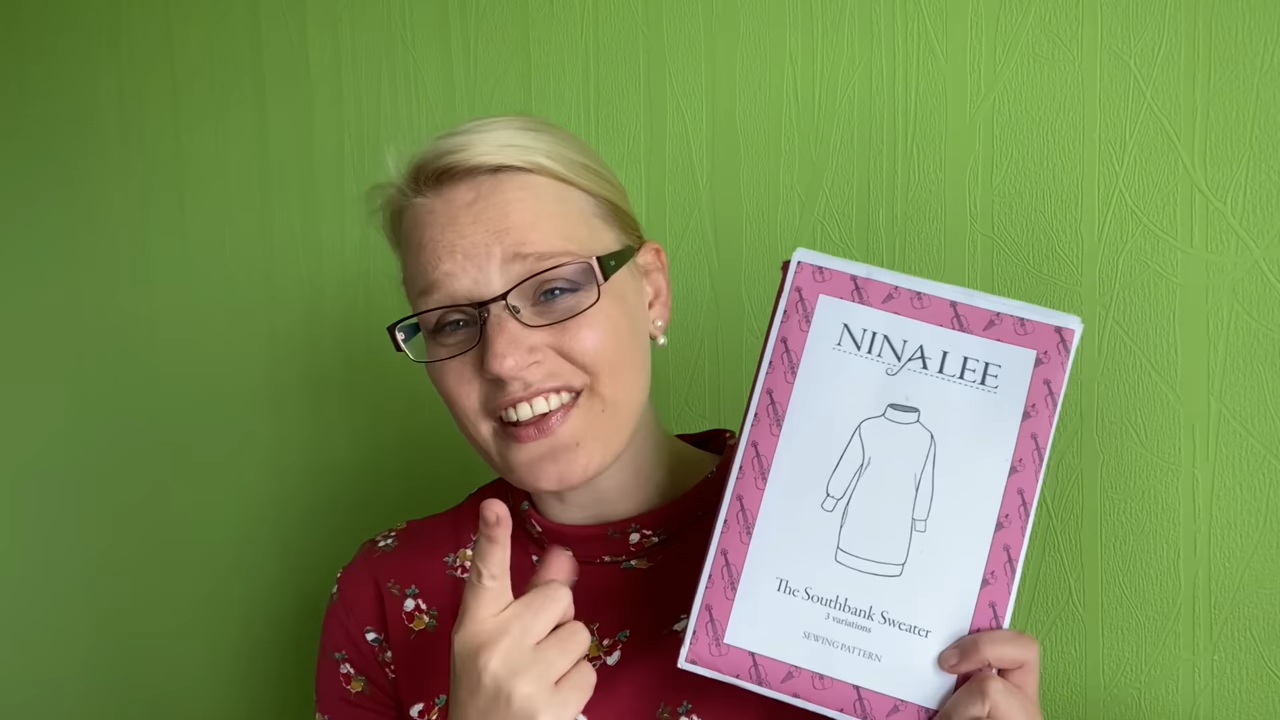 NINA LEE
The Southbank Sweater
3 variations
SEWING PATTERN